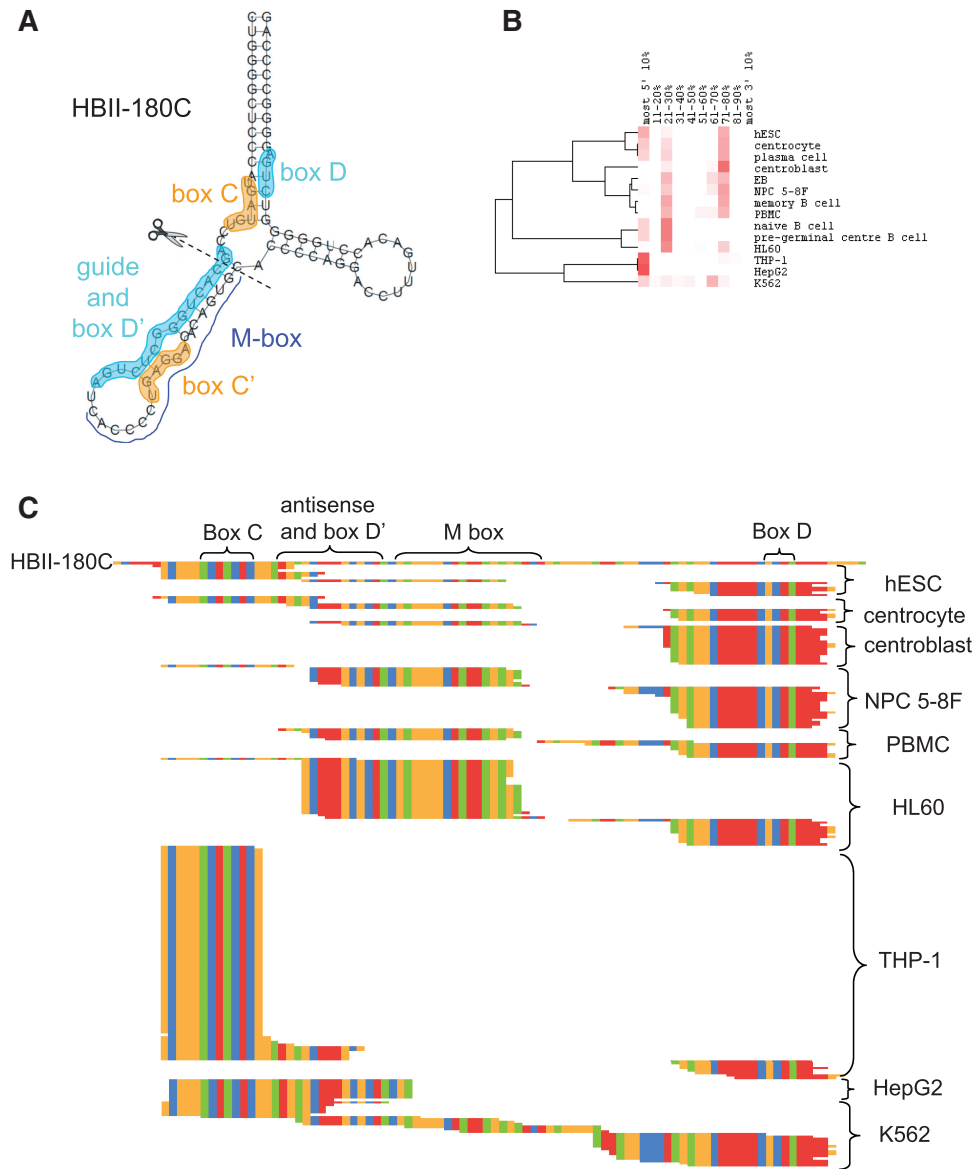 A
HBII-180C
box C
box D
guide
and
box D’
M-box
box C’
B
most 5' 10%
11-20%
21-30%
31-40%
41-50%
51-60%
61-70%
71-80%
81-90%
most 3' 10%
hESC
centrocyte
plasma cell
centroblast
EB
NPC 5-8F
memory B cell
PBMC
naive B cell
pre-germinal centre B cell
HL60
THP-1
HepG2
K562
C
HBII-180C
Box C
antisense
and box D’
M box
Box D
hESC
centrocyte
centroblast
NPC 5-8F
PBMC
HL60
THP-1
HepG2
K562